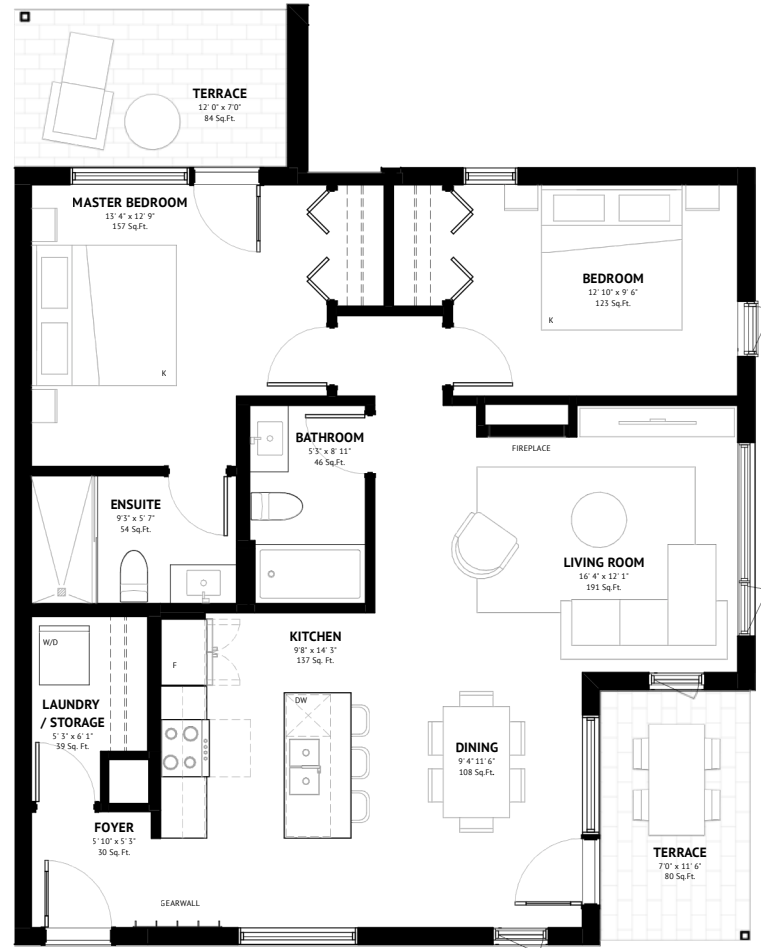 TERRACE
12' 0" x 7'0"
84 Sq.Ft.
MASTER BEDROOM
13' 4" x 12' 9"
157 Sq.Ft.
K
BEDROOM
12' 10" x 9' 6"
123 Sq.Ft.
K
BATHROOM
5'3" x 8' 11"
46 Sq.Ft.
FIREPLACE
ENSUITE
9'3" x 5' 7"
54 Sq.Ft.
LIVING ROOM
16' 4" x 12' 1"
191 Sq.Ft.
KITCHEN
9'8" x 14' 3"
137 Sq. Ft.
W/D
F
DW
LAUNDRY
/ STORAGE
5' 3" x 6' 1"
39 Sq. Ft.
DINING
9' 4" 11' 6"
108 Sq.Ft.
FOYER
5' 10" x 5' 3"
30 Sq. Ft.
TERRACE
7'0" x 11' 6"
80 Sq.Ft.
GEARWALL